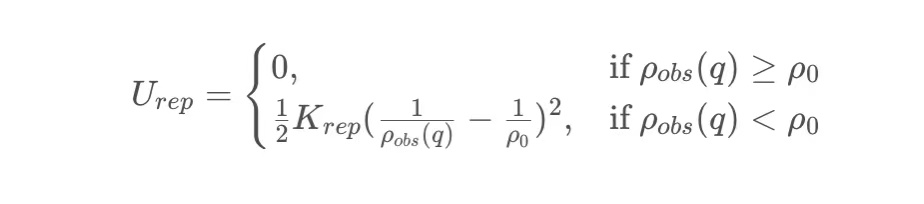 U_{rep} = \begin{cases} 0, & \text{if } \rho_{obs}(q) \geq \rho_0 \\ \frac{1}{2} K_{rep} (\frac{1}{\rho_{obs}(q)} - \frac{1}{\rho_0})^2, & \text{if } \rho_{obs}(q) < \rho_0 \end{cases}